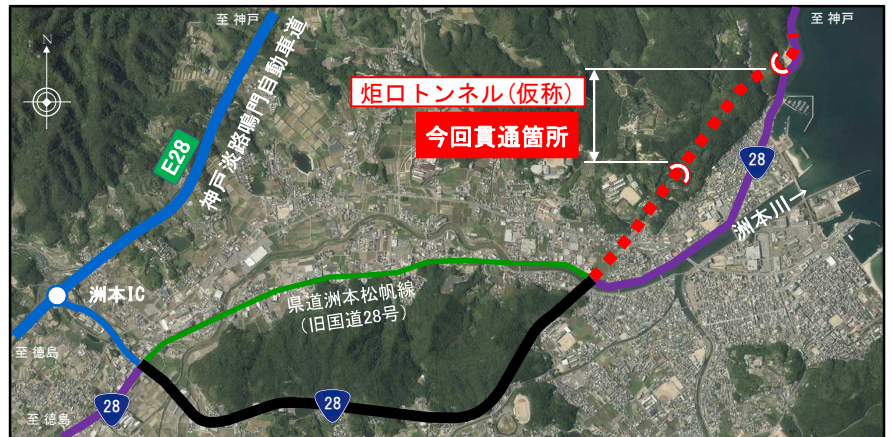 至 神戸
至 神戸
N
炬口トンネル(仮称)
今回貫通箇所
E28
神戸淡路鳴門自動車道
28
洲本川→
洲本IC
県道洲本松帆線
(旧国道28号)
至 徳島
28
28
至 徳島